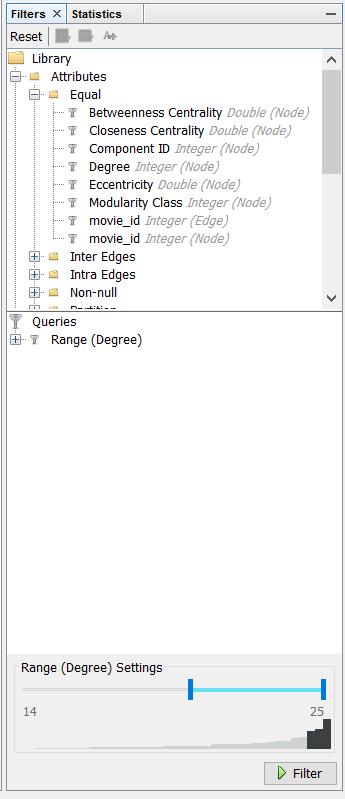 Filters × Statistics
Reset A+
Library
Attributes
Equal
Betweenness Centrality Double (Node)
Closeness Centrality Double (Node)
Component ID Integer (Node)
Degree Integer (Node)
Eccentricity Double (Node)
Modularity Class Integer (Node)
movie_id Integer (Edge)
movie_id Integer (Node)
Inter Edges
Intra Edges
Non-null
Partition
Queries
Range (Degree)
Range (Degree) Settings
14 25
Filter